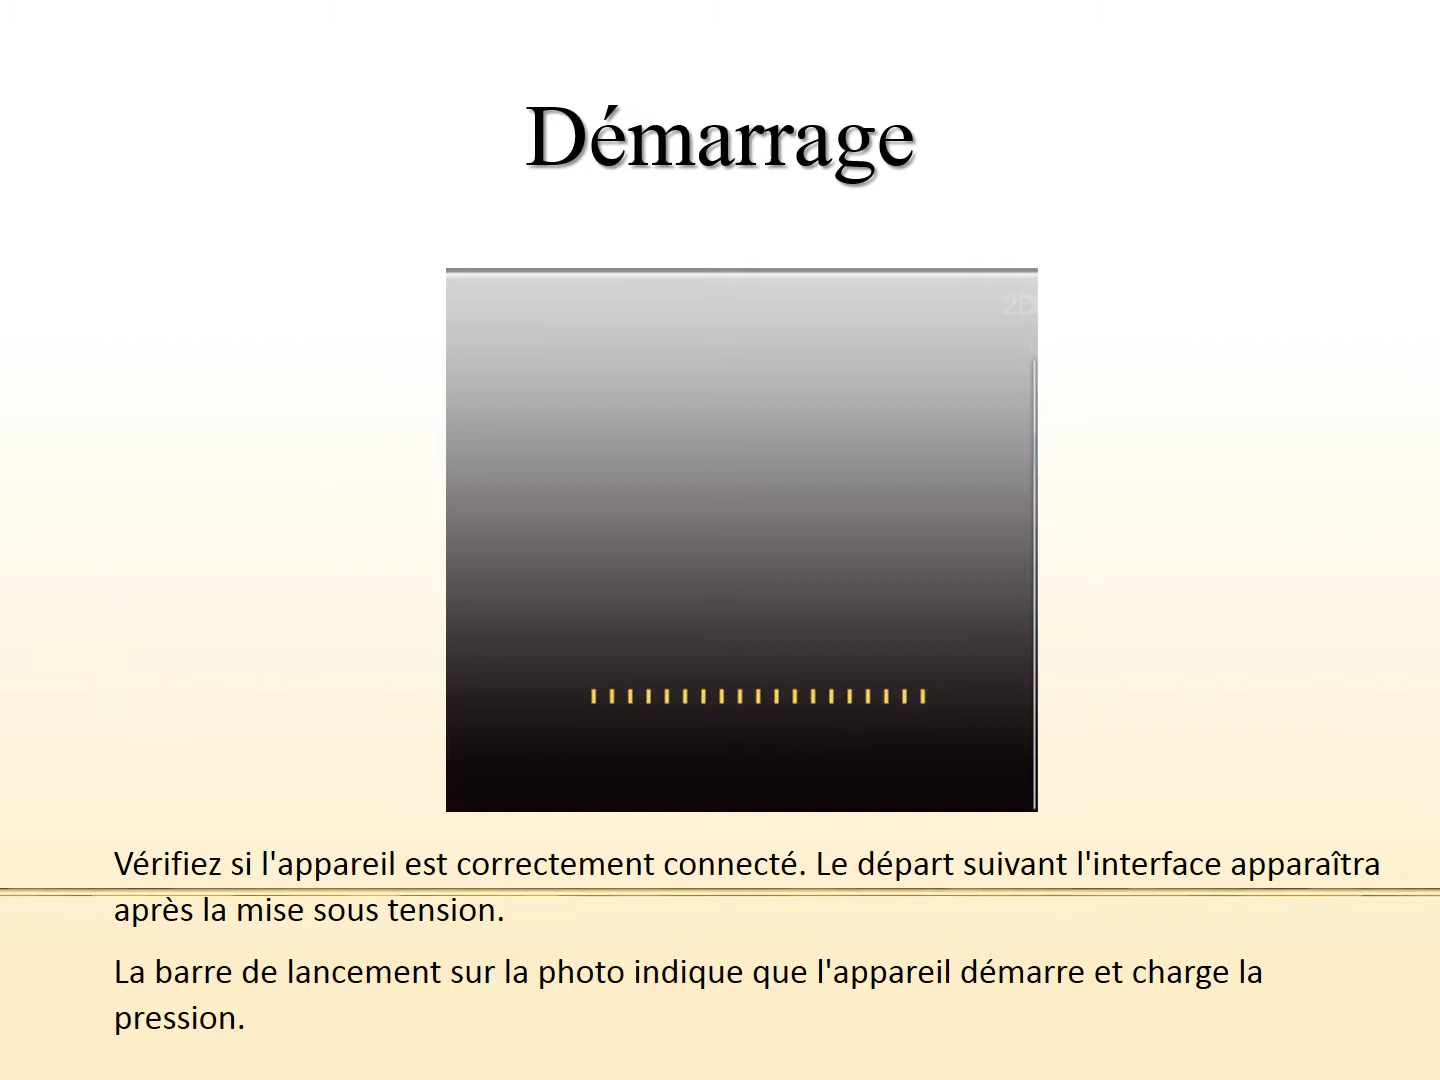 Démarrage
2D
Vérifiez si l'appareil est correctement connecté. Le départ suivant l'interface apparaîtra
après la mise sous tension.
La barre de lancement sur la photo indique que l'appareil démarre et charge la
pression.